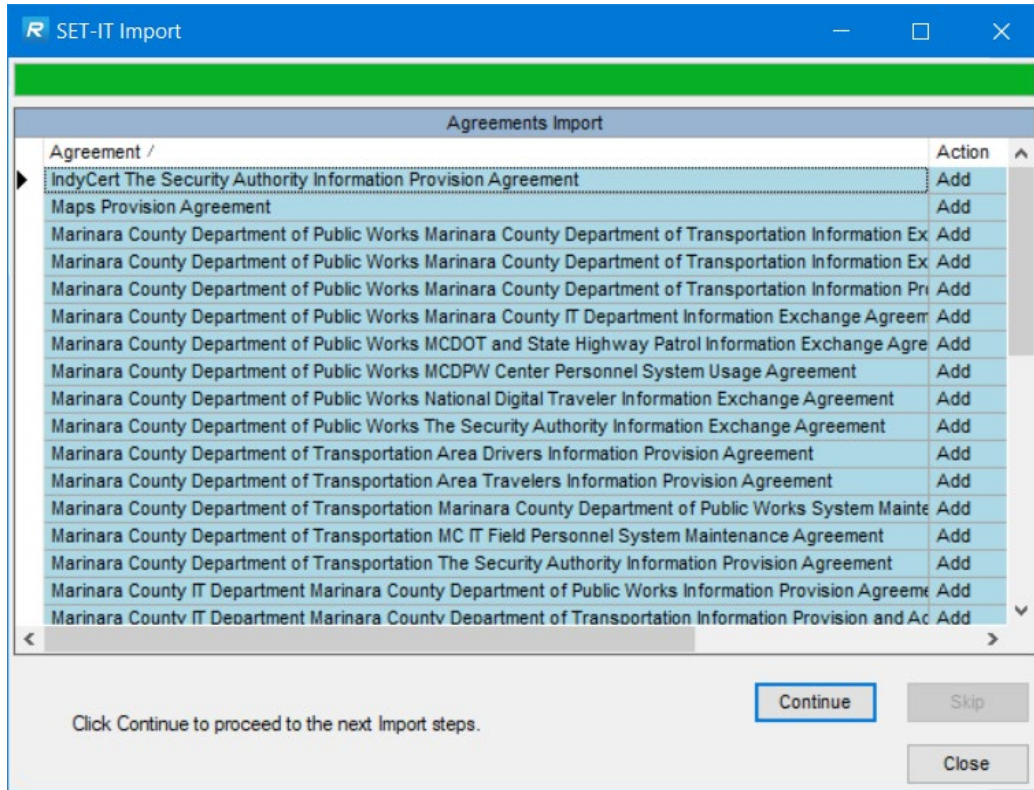 SET-IT Import
Agreements Import
Agreement / Action
IndyCert The Security Authority Information Provision Agreement Add
Maps Provision Agreement Add
Marinara County Department of Public Works Marinara County Department of Transportation Information Ex Add
Marinara County Department of Public Works Marinara County Department of Transportation Information Ex Add
Marinara County Department of Public Works Marinara County Department of Transportation Information Pr Add
Marinara County Department of Public Works Marinara County IT Department Information Exchange Agreem Add
Marinara County Department of Public Works MCDOT and State Highway Patrol Information Exchange Agre Add
Marinara County Department of Public Works MCDPW Center Personnel System Usage Agreement Add
Marinara County Department of Public Works National Digital Traveler Information Exchange Agreement Add
Marinara County Department of Public Works The Security Authority Information Exchange Agreement Add
Marinara County Department of Transportation Area Drivers Information Provision Agreement Add
Marinara County Department of Transportation Area Travelers Information Provision Agreement Add
Marinara County Department of Transportation Marinara County Department of Public Works System Mainte Add
Marinara County Department of Transportation MC IT Field Personnel System Maintenance Agreement Add
Marinara County Department of Transportation The Security Authority Information Provision Agreement Add
Marinara County IT Department Marinara County Department of Public Works Information Provision Agreeme Add
Marinara County IT Department Marinara County Department of Transportation Information Provision and Ac Add
Continue Skip
Click Continue to proceed to the next Import steps.
Close